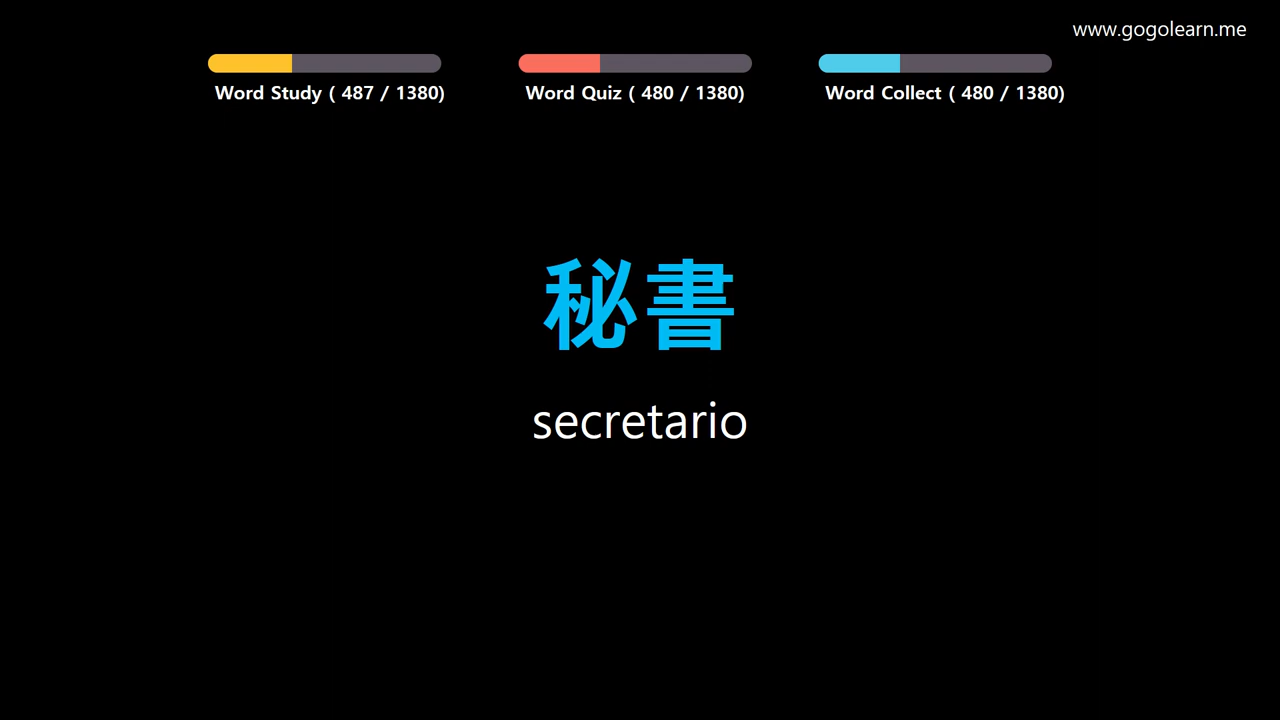 www.gogolearn.me
Word Study ( 487 / 1380)
Word Quiz ( 480 / 1380)
Word Collect ( 480 / 1380)
秘書
secretario